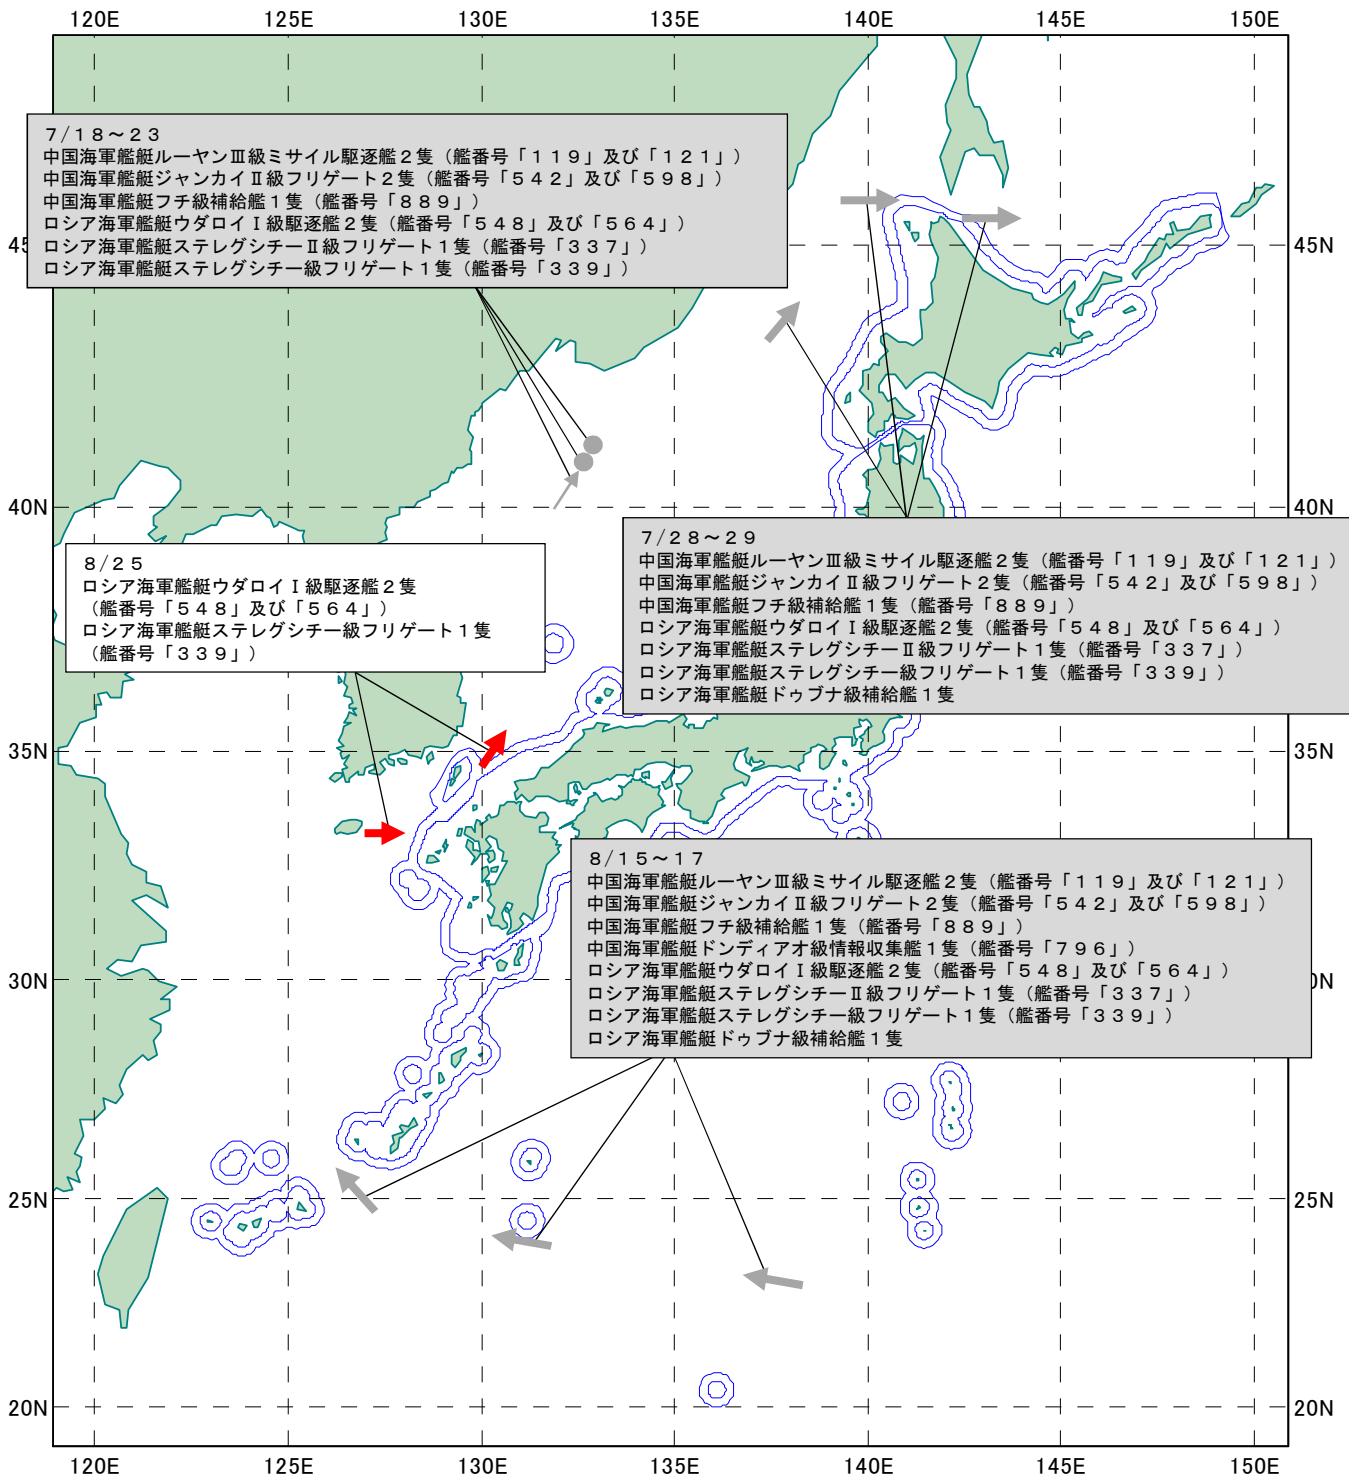 120E 125E 130E 135E 140E 145E 150E
7/18～23
中国海軍艦艇ルーヤンⅢ級ミサイル駆逐艦2隻（艦番号「119」及び「121」）
中国海軍艦艇ジャンカイⅡ級フリゲート2隻（艦番号「542」及び「598」）
中国海軍艦艇フチ級補給艦1隻（艦番号「889」）
ロシア海軍艦艇ウダロイⅠ級駆逐艦2隻（艦番号「548」及び「564」）
ロシア海軍艦艇ステレグシチーⅡ級フリゲート1隻（艦番号「337」）
ロシア海軍艦艇ステレグシチー級フリゲート1隻（艦番号「339」）
45N
40N 40N
7/28～29
中国海軍艦艇ルーヤンⅢ級ミサイル駆逐艦2隻（艦番号「119」及び「121」）
中国海軍艦艇ジャンカイⅡ級フリゲート2隻（艦番号「542」及び「598」）
中国海軍艦艇フチ級補給艦1隻（艦番号「889」）
ロシア海軍艦艇ウダロイⅠ級駆逐艦2隻（艦番号「548」及び「564」）
ロシア海軍艦艇ステレグシチーⅡ級フリゲート1隻（艦番号「337」）
ロシア海軍艦艇ステレグシチー級フリゲート1隻（艦番号「339」）
ロシア海軍艦艇ドゥブナ級補給艦1隻
8/25
ロシア海軍艦艇ウダロイⅠ級駆逐艦2隻
（艦番号「548」及び「564」）
ロシア海軍艦艇ステレグシチー級フリゲート1隻
（艦番号「339」）
35N 35N
8/15～17
中国海軍艦艇ルーヤンⅢ級ミサイル駆逐艦2隻（艦番号「119」及び「121」）
中国海軍艦艇ジャンカイⅡ級フリゲート2隻（艦番号「542」及び「598」）
中国海軍艦艇フチ級補給艦1隻（艦番号「889」）
中国海軍艦艇ドンディアオ級情報収集艦1隻（艦番号「796」）
ロシア海軍艦艇ウダロイⅠ級駆逐艦2隻（艦番号「548」及び「564」）
ロシア海軍艦艇ステレグシチーⅡ級フリゲート1隻（艦番号「337」）
ロシア海軍艦艇ステレグシチー級フリゲート1隻（艦番号「339」）
ロシア海軍艦艇ドゥブナ級補給艦1隻
30N
25N 25N
20N 20N
120E 125E 130E 135E 140E 145E 150E